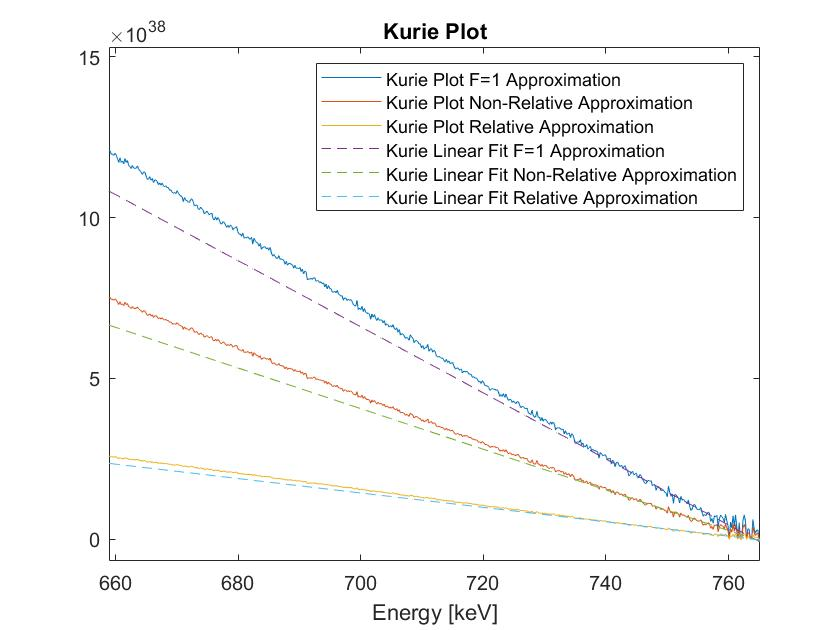 Kurie Plot
×10^38
15
10
5
0
Kurie Plot F=1 Approximation
Kurie Plot Non-Relative Approximation
Kurie Plot Relative Approximation
Kurie Linear Fit F=1 Approximation
Kurie Linear Fit Non-Relative Approximation
Kurie Linear Fit Relative Approximation
660 680 700 720 740 760
Energy [keV]